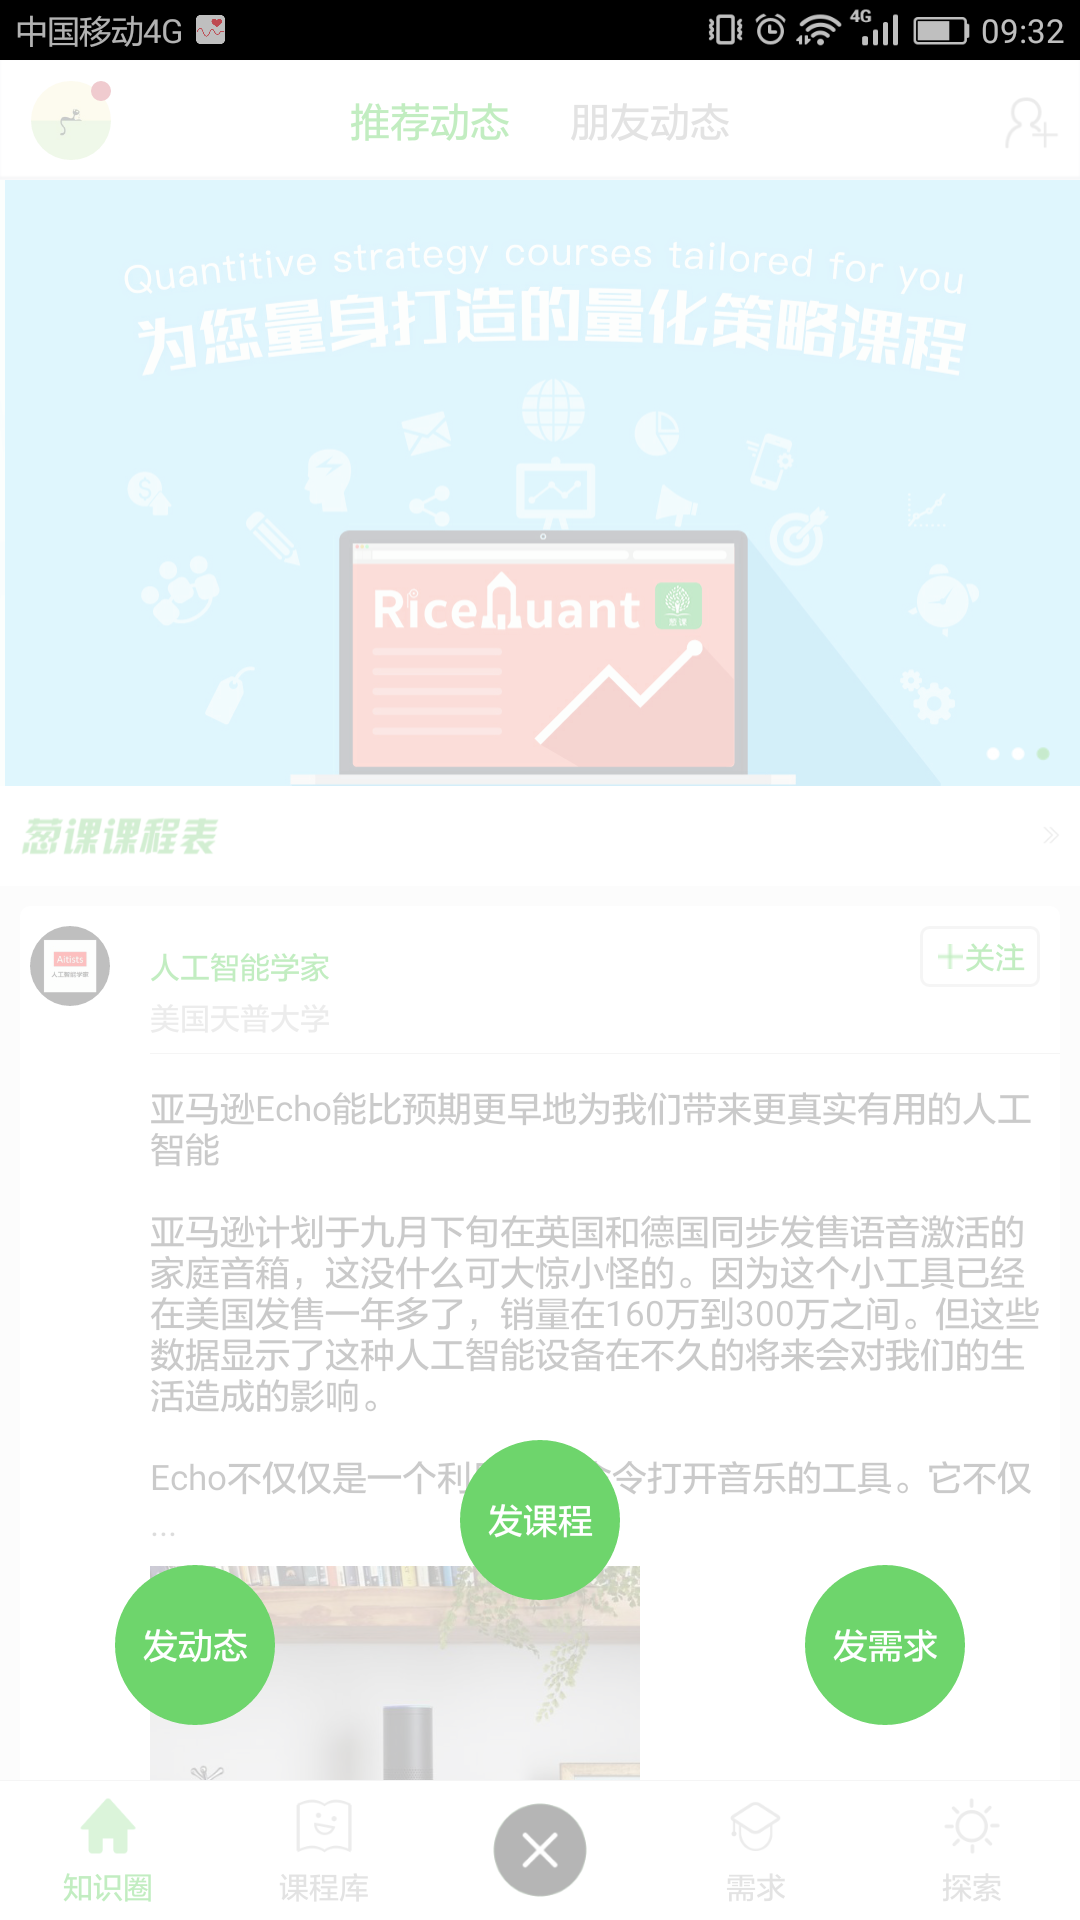 中国移动4G
4G
09:32
推荐动态 朋友动态
Quantitive strategy courses tailored for you
为您量身打造的量化策略课程
RiceQuant
葱课
葱课课程表
Aitists
人工智能学家
人工智能学家
+关注
美国天普大学
亚马逊Echo能比预期更早地为我们带来更真实有用的人工
智能
亚马逊计划于九月下旬在英国和德国同步发售语音激活的
家庭音箱，这没什么可大惊小怪的。因为这个小工具已经
在美国发售一年多了，销量在160万到300万之间。但这些
数据显示了这种人工智能设备在不久的将来会对我们的生
活造成的影响。
Echo不仅仅是一个利 令打开音乐的工具。它不仅
...
发课程
发动态
发需求
知识圈 课程库 需求 探索